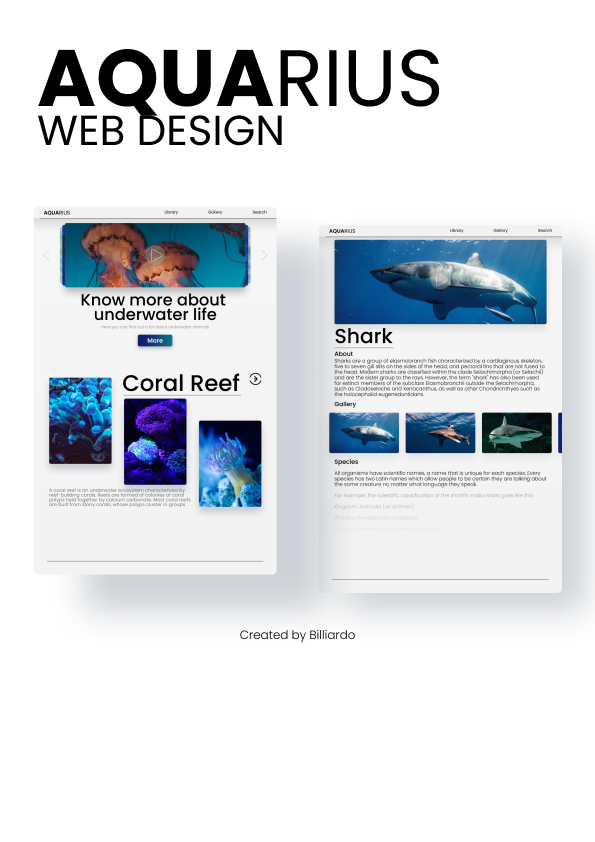 AQUARIUS
WEB DESIGN
AQUARIUS
Library
Gallery
Search
Know more about
underwater life
Here you can find out a lot about underwater animals.
More
Coral Reef
A coral reef is an underwater ecosystem characterized by
reef-building corals. Reefs are formed of colonies of coral
polyps held together by calcium carbonate. Most coral reefs
are built from stony corals, whose polyps cluster in groups.
AQUARIUS
Library
Gallery
Search
Shark
About
Sharks are a group of elasmobranch fish characterized by a cartilaginous skeleton,
five to seven gill slits on the sides of the head, and pectoral fins that are not fused to
the head. Modern sharks are classified within the clade Selachimorpha (or Selachii)
and are the sister group to the rays. However, the term "shark" has also been used
for extinct members of the subclass Elasmobranchii outside the Selachimorpha,
such as Cladoselache and Xenacanthus, as well as other Chondrichthyes such as
the holocephalid eugenedontidans.
Gallery
Species
All organisms have scientific names, a name that is unique for each species. Every
species has two Latin names which allow people to be certain they are talking about
the same creature no matter what language they speak.
For example, the scientific classification of the shortfin mako shark goes like this:
Kingdom: Animalia (all animals)
Created by Billiardo